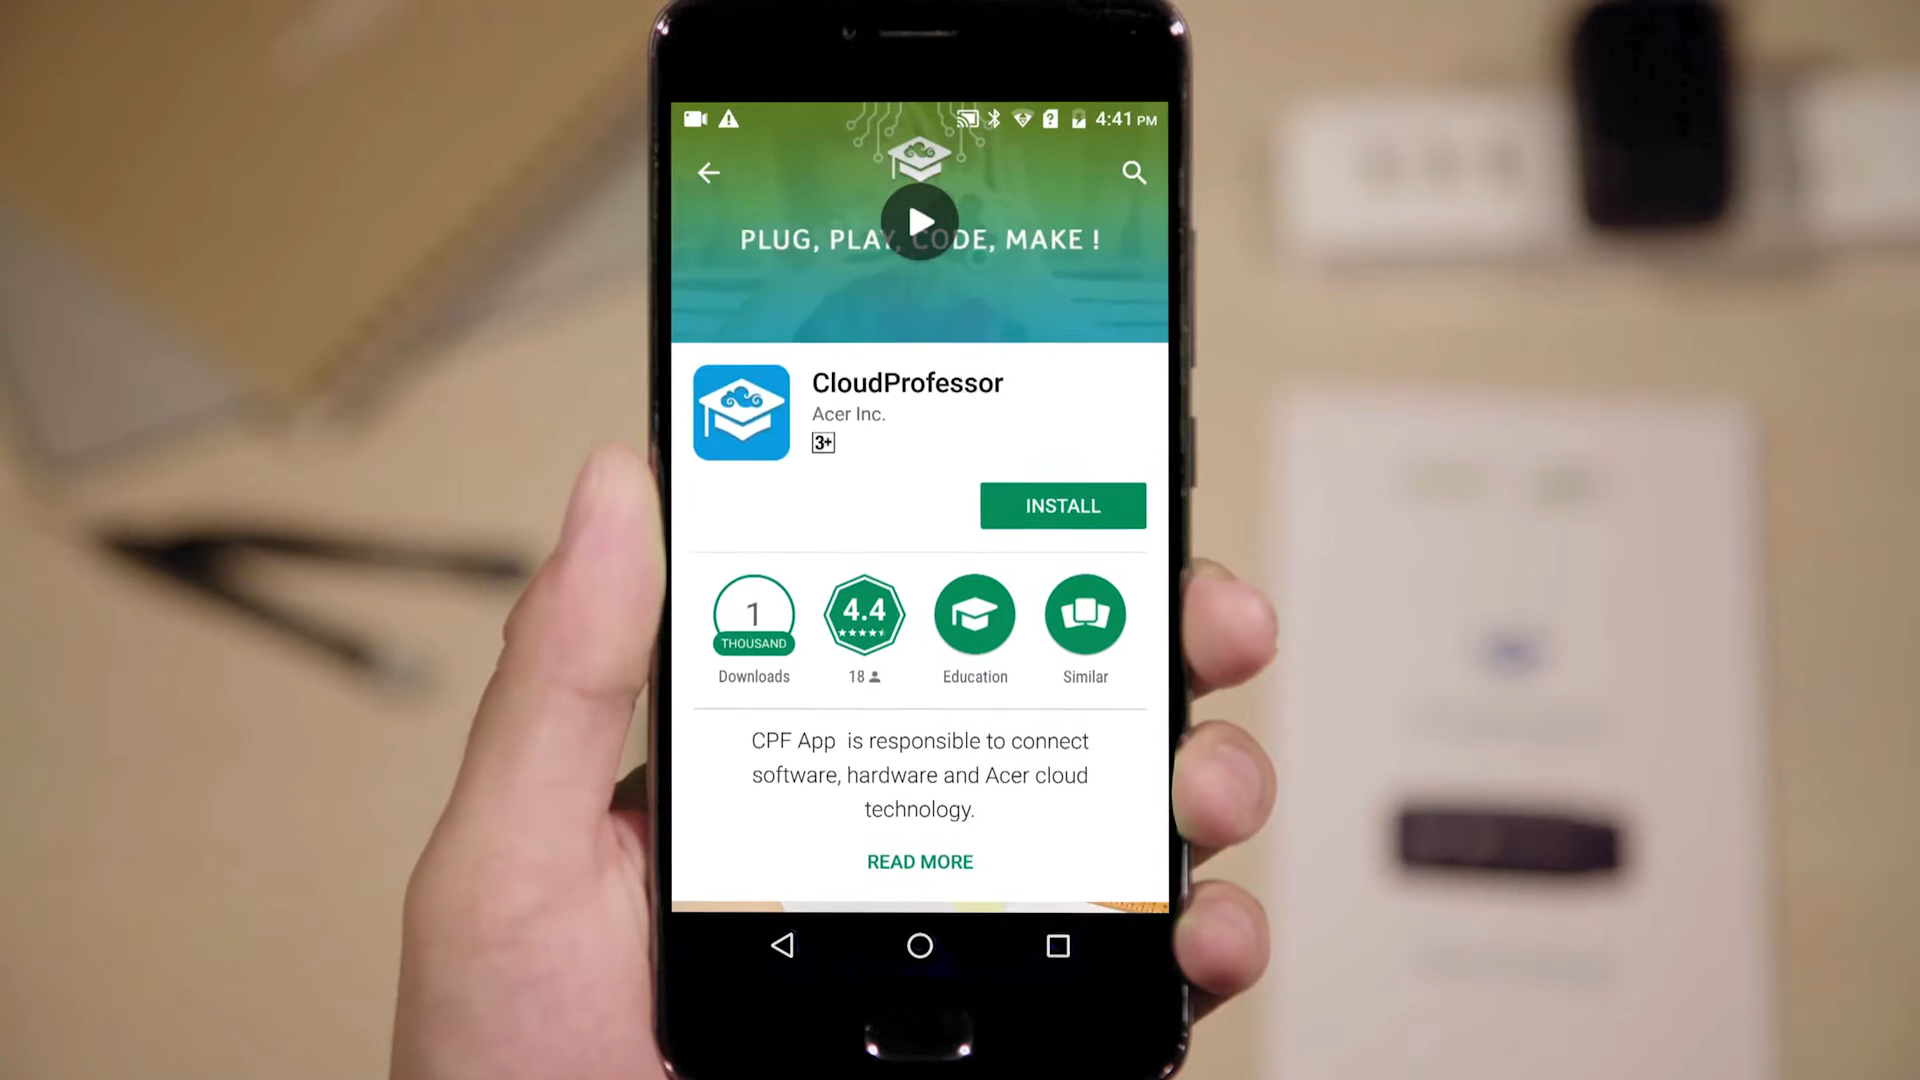 4:41 PM
PLUG, PLAY, CODE, MAKE !
CloudProfessor
Acer Inc.
3+
INSTALL
1
THOUSAND
4.4
Downloads
18
Education
Similar
CPF App is responsible to connect
software, hardware and Acer cloud
technology.
READ MORE